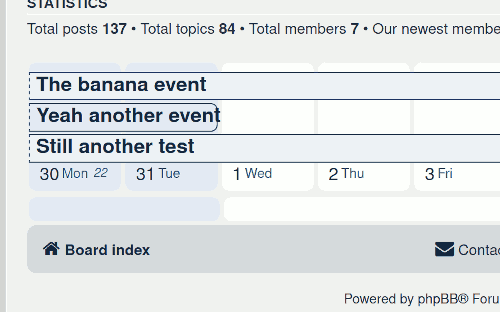 STATISTICS
Total posts 137 • Total topics 84 • Total members 7 • Our newest membe
The banana event
Yeah another event
Still another test
30 Mon 22 31 Tue 1 Wed 2 Thu 3 Fri
Board index Contac
Powered by phpBB® Foru